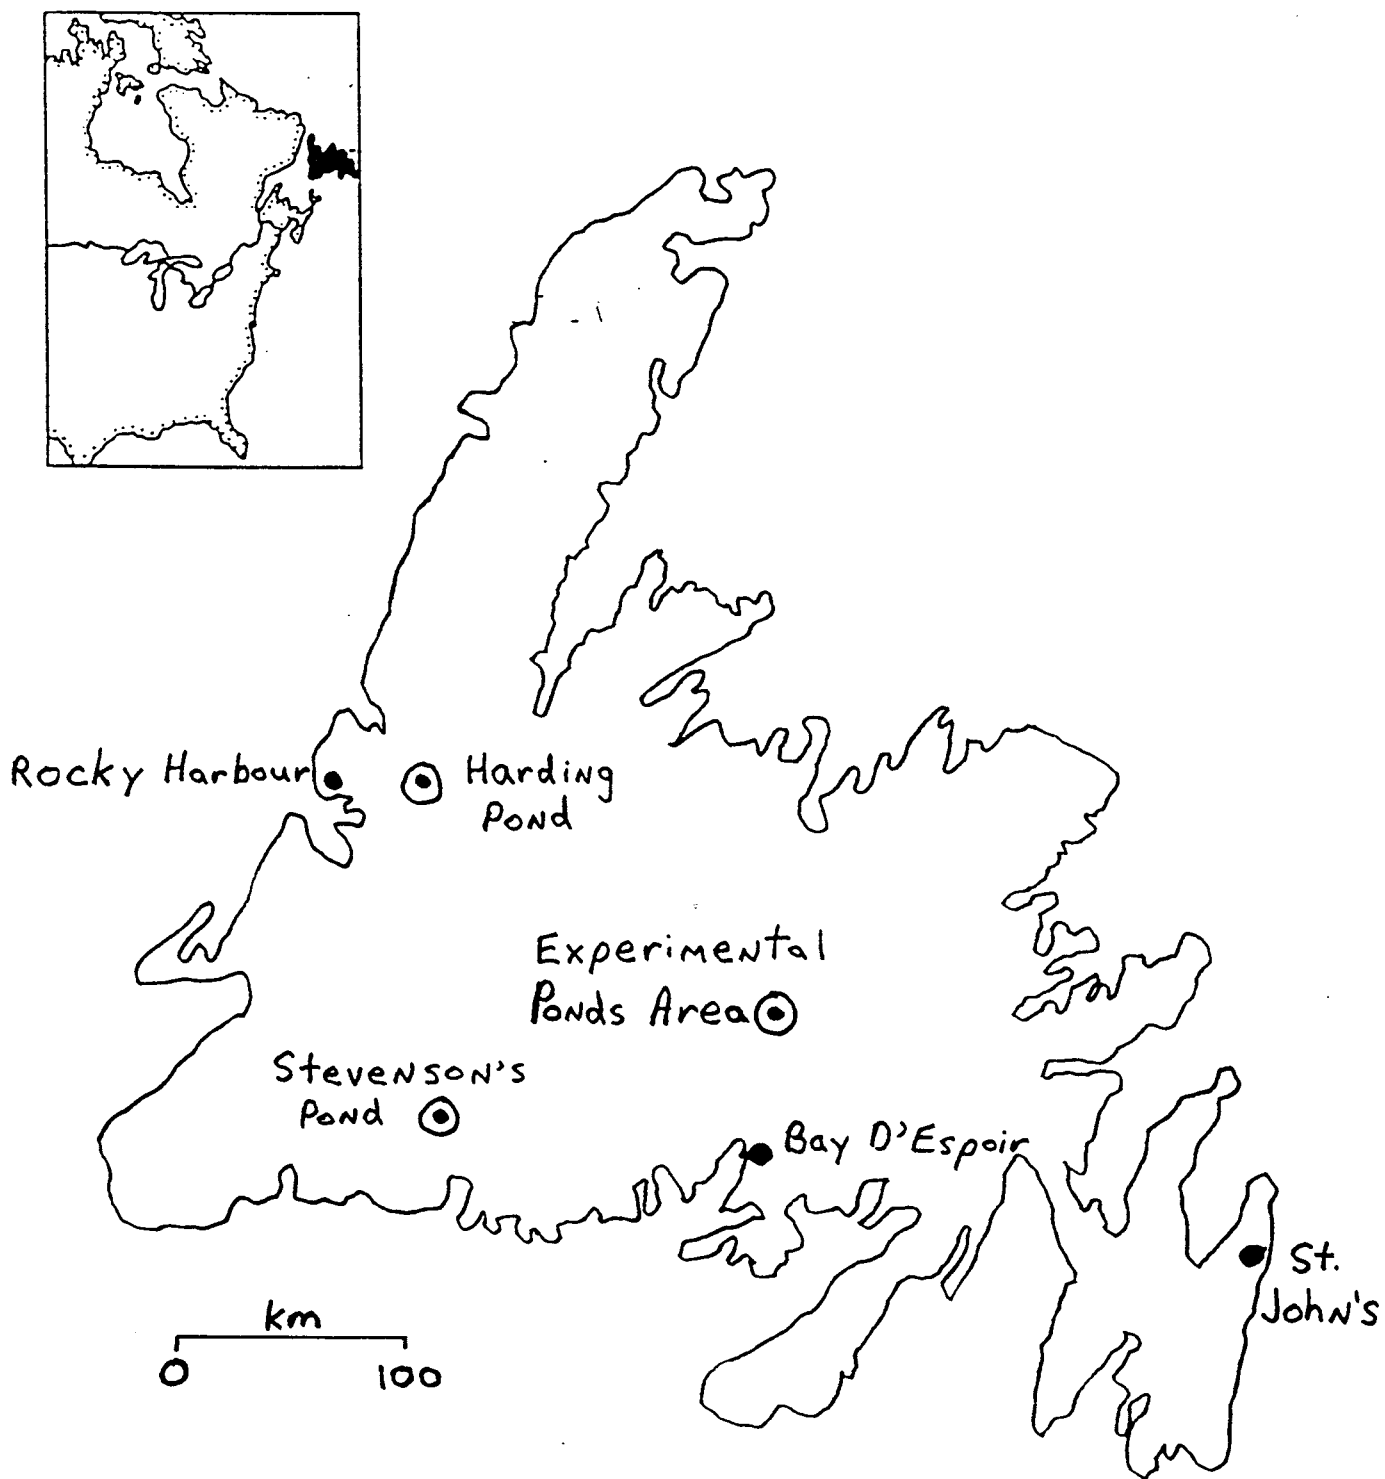 Rocky Harbour
Harding
Pond
Experimental
Ponds Area
Stevenson's
Pond
Bay D'Espoir
St.
John's
km
0 100